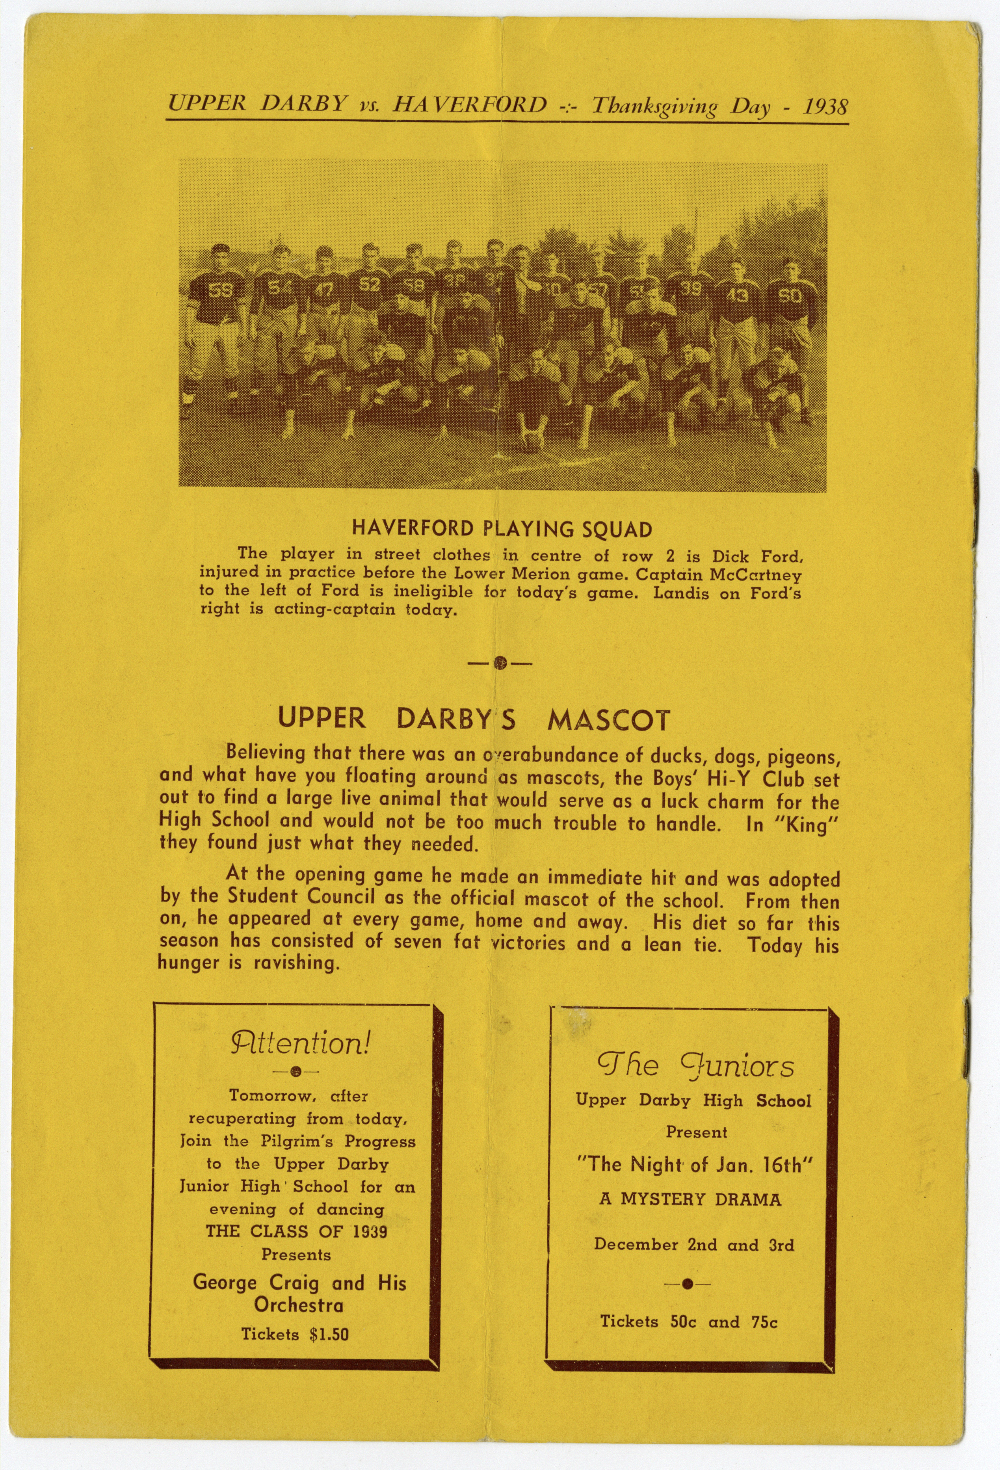 UPPER DARBY vs. HAVERFORD -:- Thanksgiving Day - 1938
55 54 47 52 58 39 43 50
HAVERFORD PLAYING SQUAD
The player in street clothes in centre of row 2 is Dick Ford,
injured in practice before the Lower Merion game. Captain McCartney
to the left of Ford is ineligible for today's game. Landis on Ford's
right is acting-captain today.
UPPER DARBY'S MASCOT
Believing that there was an overabundance of ducks, dogs, pigeons,
and what have you floating around as mascots, the Boys' Hi-Y Club set
out to find a large live animal that would serve as a luck charm for the
High School and would not be too much trouble to handle. In "King"
they found just what they needed.
At the opening game he made an immediate hit and was adopted
by the Student Council as the official mascot of the school. From then
on, he appeared at every game, home and away. His diet so far this
season has consisted of seven fat victories and a lean tie. Today his
hunger is ravishing.
Attention!
Tomorrow, after
recuperating from today,
Join the Pilgrim's Progress
to the Upper Darby
Junior High School for an
evening of dancing
THE CLASS OF 1939
Presents
George Craig and His
Orchestra
Tickets $1.50
The Juniors
Upper Darby High School
Present
"The Night of Jan. 16th"
A MYSTERY DRAMA
December 2nd and 3rd
Tickets 50c and 75c